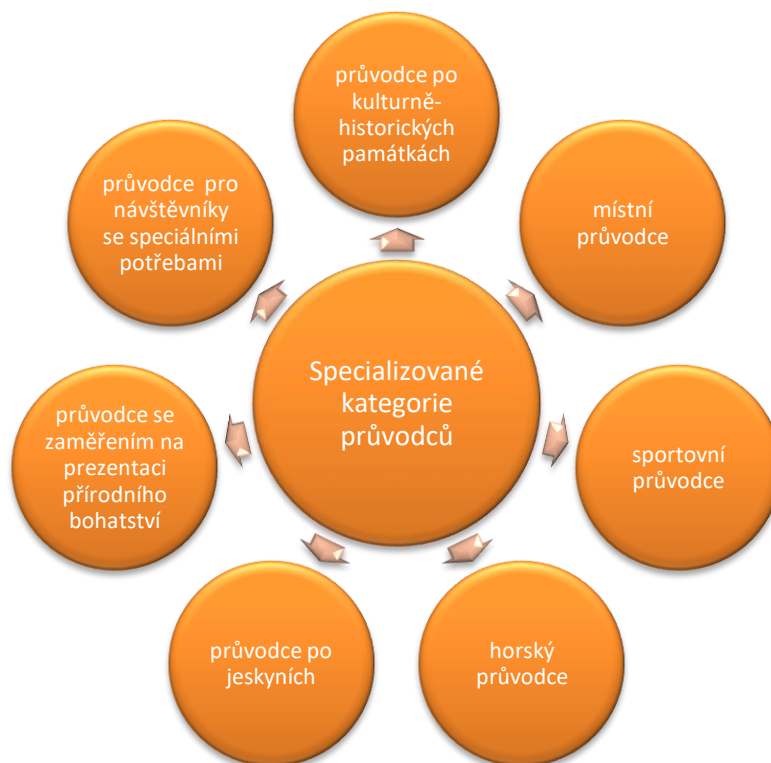 průvodce po
kulturně-
historických
památkách
místní
průvodce
sportovní
průvodce
horský
průvodce
průvodce po
jeskyních
průvodce se
zaměřením na
prezentaci
přírodního
bohatství
průvodce pro
návštěvníky
se speciálními
potřebami
Specializované
kategorie
průvodců